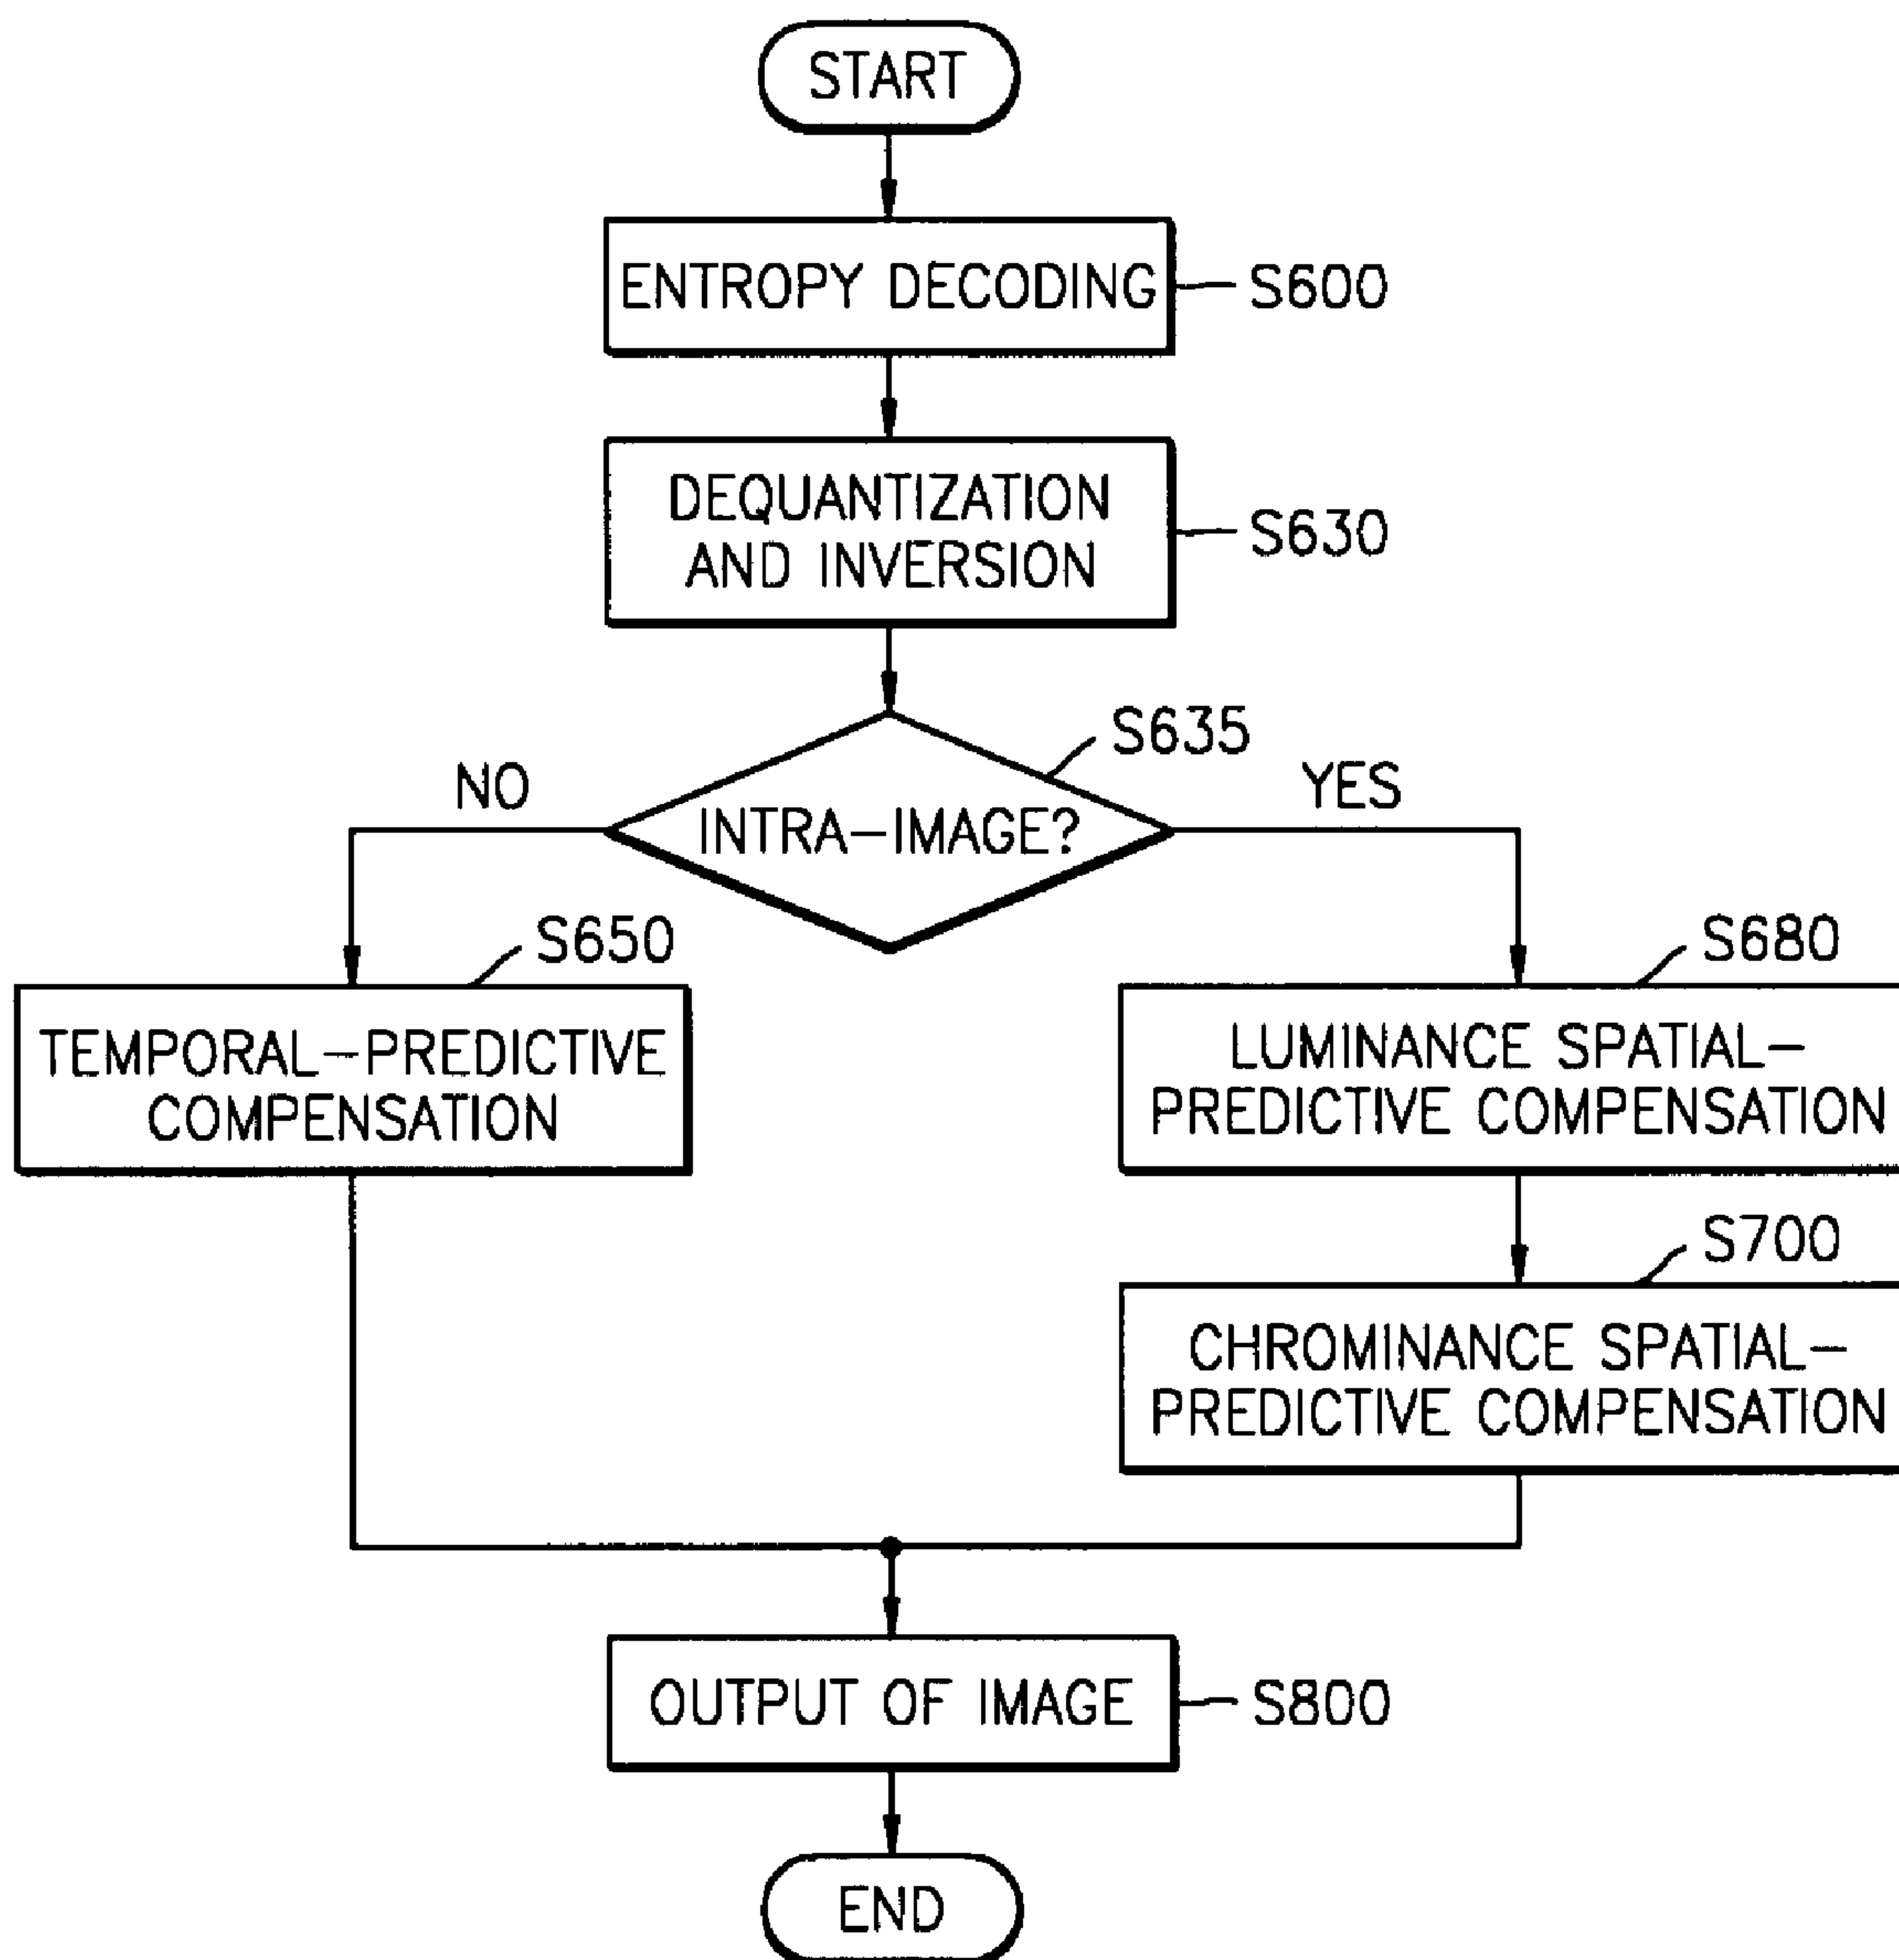 START
ENTROPY DECODING
S600
DEQUANTIZATION
AND INVERSION
S630
S635
NO
INTRA-IMAGE?
YES
S650
TEMPORAL-PREDICTIVE
COMPENSATION
S680
LUMINANCE SPATIAL-
PREDICTIVE COMPENSATION
S700
CHROMINANCE SPATIAL-
PREDICTIVE COMPENSATION
OUTPUT OF IMAGE
S800
END